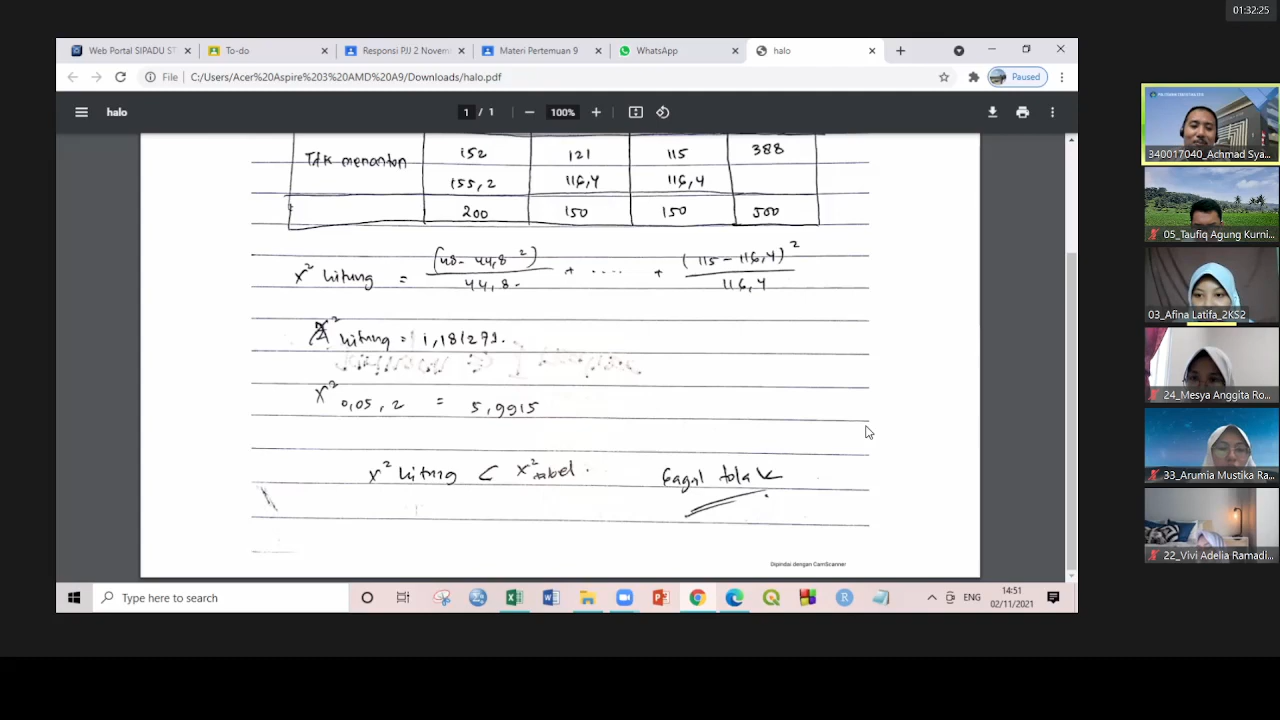 01:32:25
Web Portal SIPADU ST
To-do
Responsi PJJ 2 Novem
Materi Pertemuan 9
WhatsApp
halo
File
C:/Users/Acer%20Aspire%203%20AMD%20A9/Downloads/halo.pdf
Paused
halo
1 / 1
100%
Tdk menonton 152 121 115 388
155,2 116,4 116,4
200 150 150 500
x² hitung = (48 - 44,8²) / 44,8 + .... + (115 - 116,4)² / 116,4
x² hitung = 1,181271.
x² 0,05, 2 = 5,9915
x² hitung < x² tabel. Gagal tolak
Dipindai dengan CamScanner
340017040_Achmad Sya...
05_Taufiq Agung Kurni...
03_Afina Latifa_2KS2
24_Mesya Anggita Ro...
33_Arumia Mustika Ra...
22_Vivi Adelia Ramadi...
Type here to search
ENG
14:51
02/11/2021